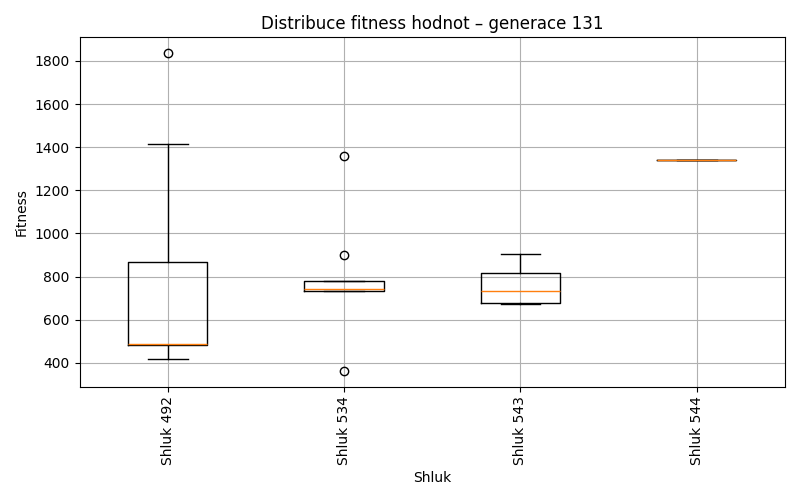 Distribuce fitness hodnot – generace 131
Fitness
1800
1600
1400
1200
1000
800
600
400
Shluk 492
Shluk 534
Shluk 543
Shluk 544
Shluk